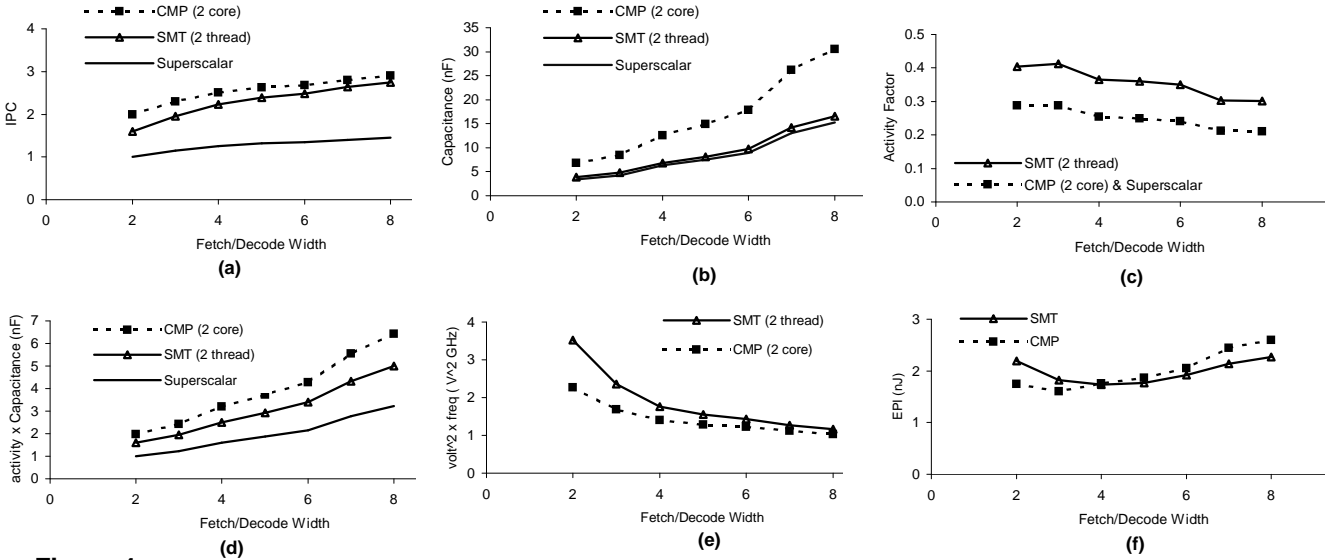 CMP (2 core)
SMT (2 thread)
Superscalar
IPC
4
3
2
1
0
0 2 4 6 8
Fetch/Decode Width
(a)
CMP (2 core)
SMT (2 thread)
Superscalar
Capacitance (nF)
35
30
25
20
15
10
5
0
0 2 4 6 8
Fetch/Decode Width
(b)
Activity Factor
0.5
0.4
0.3
0.2
0.1
0.0
SMT (2 thread)
CMP (2 core) & Superscalar
0 2 4 6 8
Fetch/Decode Width
(c)
activity x Capacitance (nF)
7
6
5
4
3
2
1
0
CMP (2 core)
SMT (2 thread)
Superscalar
0 2 4 6 8
Fetch/Decode Width
(d)
volt^2 x freq ( V^2 GHz)
4
3
2
1
0
SMT (2 thread)
CMP (2 core)
0 2 4 6 8
Fetch/Decode Width
(e)
EPI (nJ)
3
2
1
0
SMT
CMP
0 2 4 6 8
Fetch/Decode Width
(f)